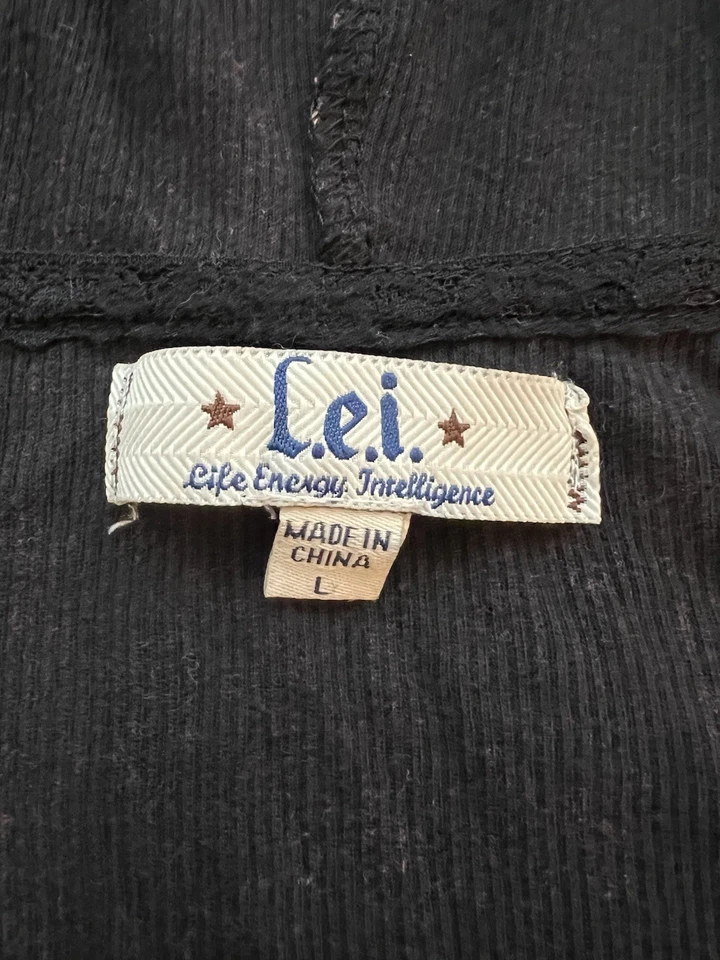 l.e.i.
Life Energy Intelligence
MADE IN
CHINA
L